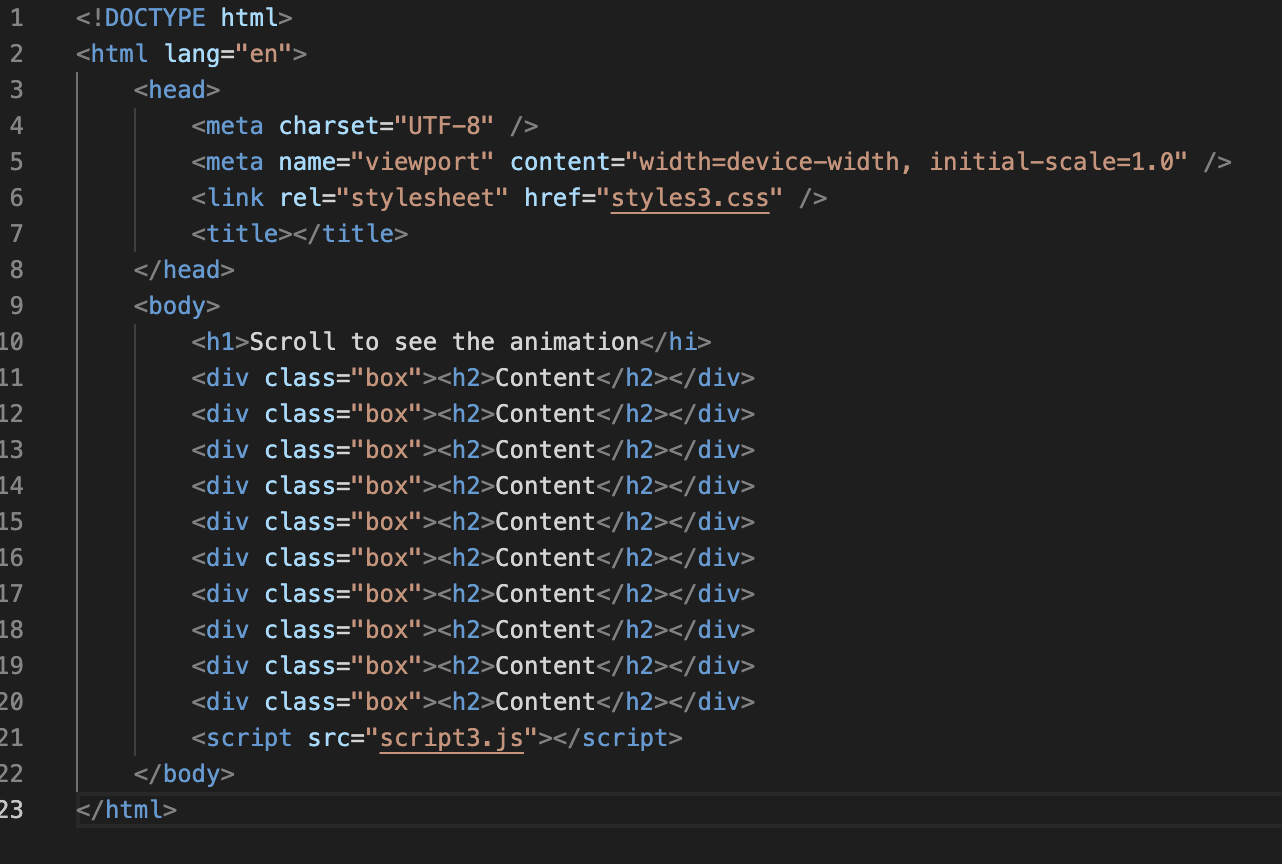 1 <!DOCTYPE html>
2 <html lang="en">
3 <head>
4 <meta charset="UTF-8" />
5 <meta name="viewport" content="width=device-width, initial-scale=1.0" />
6 <link rel="stylesheet" href="styles3.css" />
7 <title></title>
8 </head>
9 <body>
10 <h1>Scroll to see the animation</hi>
11 <div class="box"><h2>Content</h2></div>
12 <div class="box"><h2>Content</h2></div>
13 <div class="box"><h2>Content</h2></div>
14 <div class="box"><h2>Content</h2></div>
15 <div class="box"><h2>Content</h2></div>
16 <div class="box"><h2>Content</h2></div>
17 <div class="box"><h2>Content</h2></div>
18 <div class="box"><h2>Content</h2></div>
19 <div class="box"><h2>Content</h2></div>
20 <div class="box"><h2>Content</h2></div>
21 <script src="script3.js"></script>
22 </body>
23 </html>